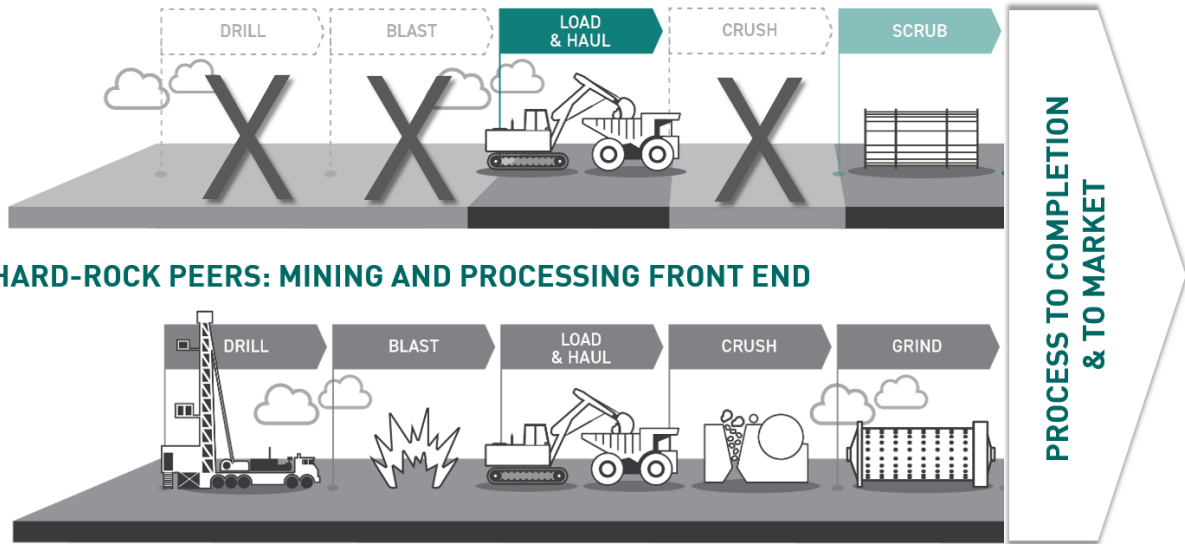 DRILL
BLAST
LOAD
& HAUL
CRUSH
SCRUB
HARD-ROCK PEERS: MINING AND PROCESSING FRONT END
DRILL
BLAST
LOAD
& HAUL
CRUSH
GRIND
PROCESS TO COMPLETION
& TO MARKET